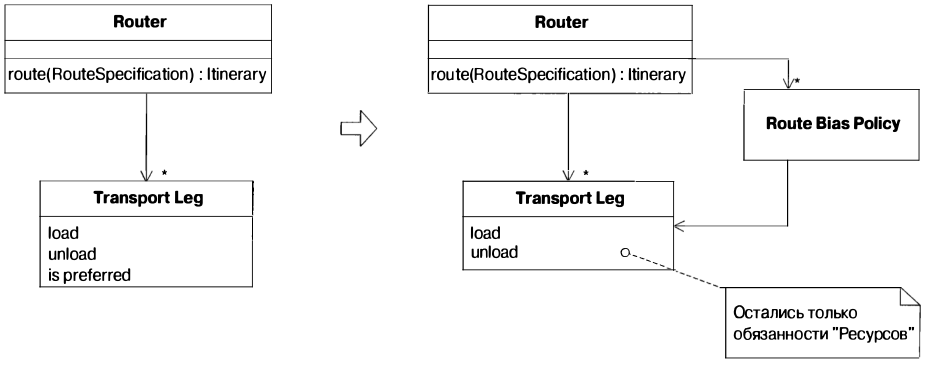 Router
route(RouteSpecification) : Itinerary
*
Transport Leg
load
unload
is preferred
Router
route(RouteSpecification) : Itinerary
*
Route Bias Policy
*
Transport Leg
load
unload
Остались только
обязанности "Ресурсов"